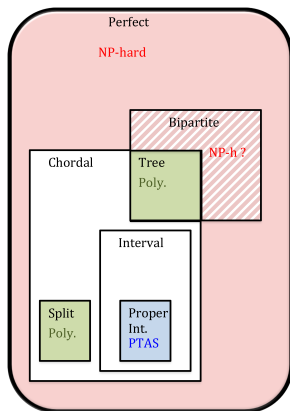 Perfect
NP-hard
Bipartite
NP-h ?
Chordal
Tree
Poly.
Interval
Split
Poly.
Proper
Int.
PTAS